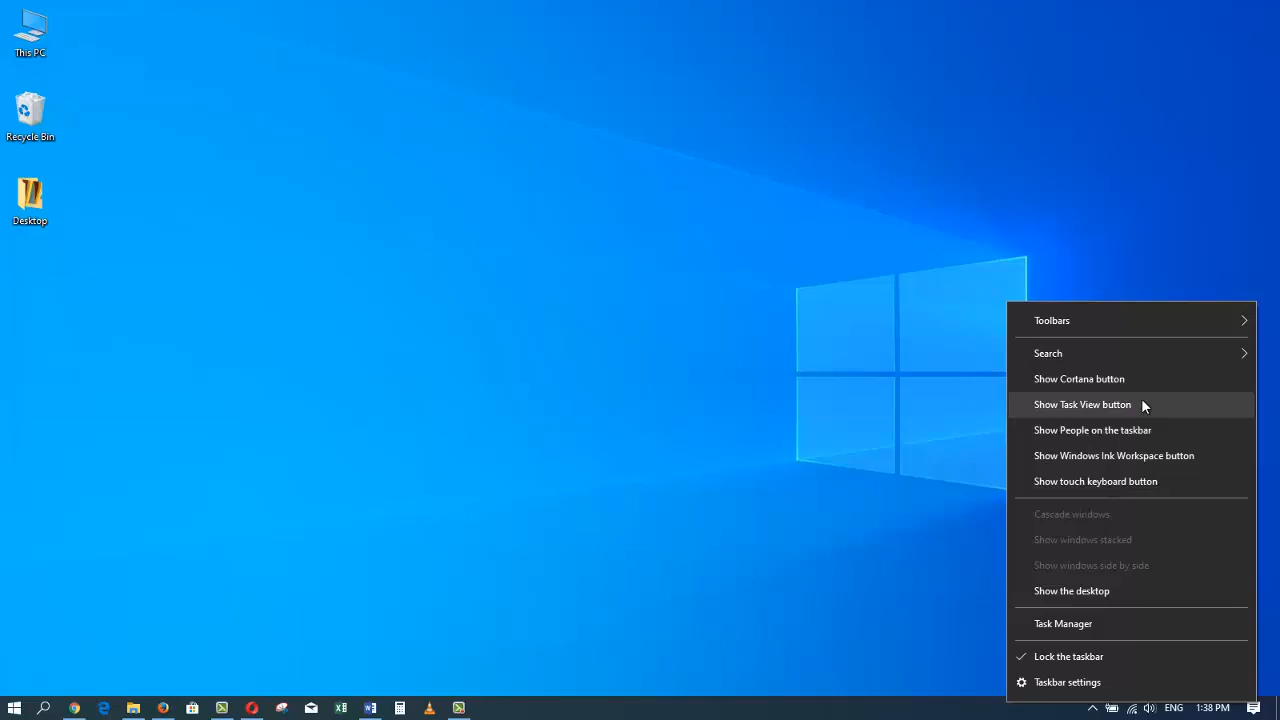 This PC
Recycle Bin
Desktop
Toolbars
Search
Show Cortana button
Show Task View button
Show People on the taskbar
Show Windows Ink Workspace button
Show touch keyboard button
Cascade windows
Show windows stacked
Show windows side by side
Show the desktop
Task Manager
Lock the taskbar
Taskbar settings
ENG 1:38 PM